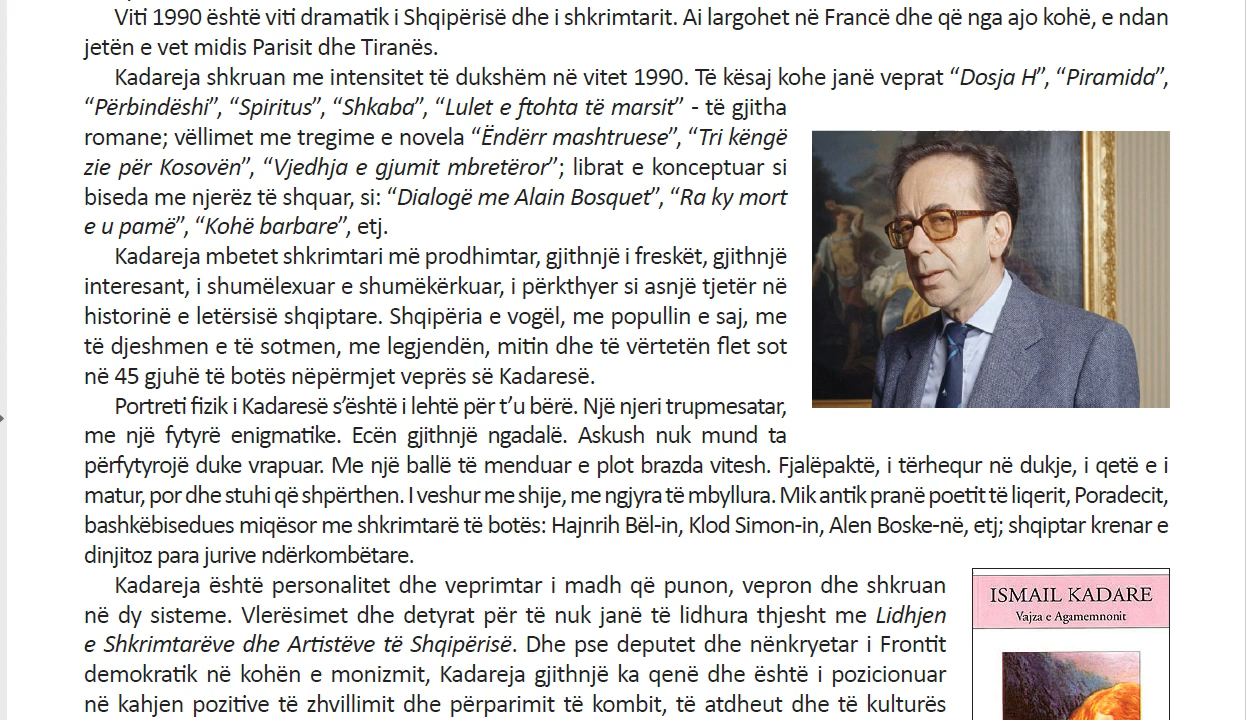 Viti 1990 është viti dramatik i Shqipërisë dhe i shkrimtarit. Ai largohet në Francë dhe që nga ajo kohë, e ndan
jetën e vet midis Parisit dhe Tiranës.
Kadareja shkruan me intensitet të dukshëm në vitet 1990. Të kësaj kohe janë veprat “Dosja H”, “Piramida”,
“Përbindëshi”, “Spiritus”, “Shkaba”, “Lulet e ftohta të marsit” - të gjitha
romane; vëllimet me tregime e novela “Ëndërr mashtruese”, “Tri këngë
zie për Kosovën”, “Vjedhja e gjumit mbretëror”; librat e konceptuar si
biseda me njerëz të shquar, si: “Dialogë me Alain Bosquet”, “Ra ky mort
e u pamë”, “Kohë barbare”, etj.
Kadareja mbetet shkrimtari më prodhimtar, gjithnjë i freskët, gjithnjë
interesant, i shumëlexuar e shumëkërkuar, i përkthyer si asnjë tjetër në
historinë e letërsisë shqiptare. Shqipëria e vogël, me popullin e saj, me
të djeshmen e të sotmen, me legjendën, mitin dhe të vërtetën flet sot
në 45 gjuhë të botës nëpërmjet veprës së Kadaresë.
Portreti fizik i Kadaresë s’është i lehtë për t’u bërë. Një njeri trupmesatar,
me një fytyrë enigmatike. Ecën gjithnjë ngadalë. Askush nuk mund ta
përfytyrojë duke vrapuar. Me një ballë të menduar e plot brazda vitesh. Fjalëpaktë, i tërhequr në dukje, i qetë e i
matur, por dhe stuhi që shpërthen. I veshur me shije, me ngjyra të mbyllura. Mik antik pranë poetit të liqerit, Poradecit,
bashkëbisedues miqësor me shkrimtarë të botës: Hajnrih Bël-in, Klod Simon-in, Alen Boske-në, etj; shqiptar krenar e
dinjitoz para jurive ndërkombëtare.
Kadareja është personalitet dhe veprimtar i madh që punon, vepron dhe shkruan
në dy sisteme. Vlerësimet dhe detyrat për të nuk janë të lidhura thjesht me Lidhjen
e Shkrimtarëve dhe Artistëve të Shqipërisë. Dhe pse deputet dhe nënkryetar i Frontit
demokratik në kohën e monizmit, Kadareja gjithnjë ka qenë dhe është i pozicionuar
në kahjen pozitive të zhvillimit dhe përparimit të kombit, të atdheut dhe të kulturës
ISMAIL KADARE
Vajza e Agamemnonit